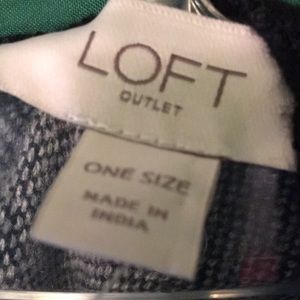 LOFT
OUTLET
ONE SIZE
MADE IN
INDIA